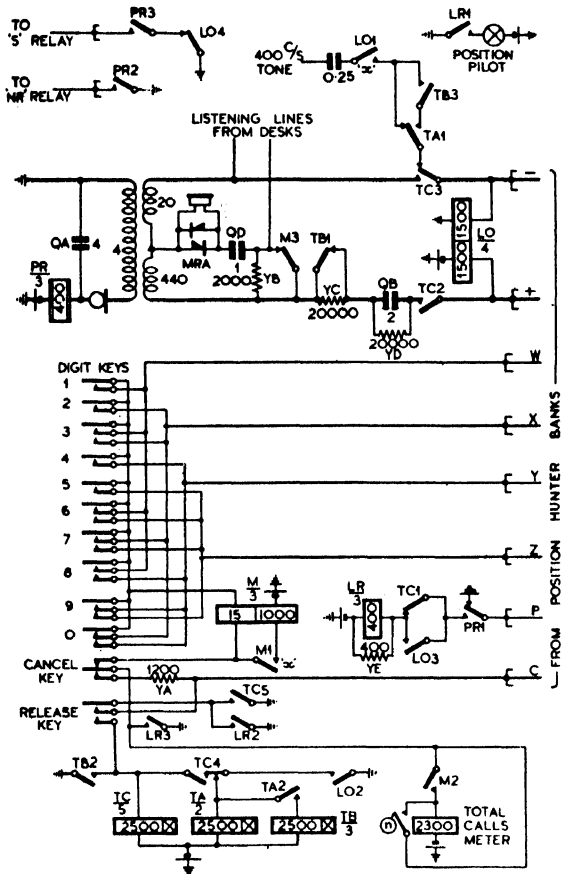 TO 'S' RELAY
PR3
LO4
TO 'NR' RELAY
PR2
400 C/S TONE
0·25
LO1
'x'
LR1
POSITION PILOT
TB3
TA1
TC3
LISTENING LINES FROM DESKS
QA
4
PR
3
400
4
20
440
MRA
QD
1
2000
YB
M3
TB1
YC
20000
QB
2
20000
YD
TC2
1500
1500
LO
4
-
+
W
X
Y
Z
P
C
FROM POSITION HUNTER BANKS
DIGIT KEYS
1
2
3
4
5
6
7
8
9
0
M
3
15
1000
M1
'x'
LR
3
400
400
YE
TC1
LO3
PR1
CANCEL KEY
1200
YA
RELEASE KEY
TC5
LR3
LR2
TB2
TC4
TA2
LO2
TC
5
2500
TA
2
2500
TB
3
2500
M2
n
2300
TOTAL CALLS METER